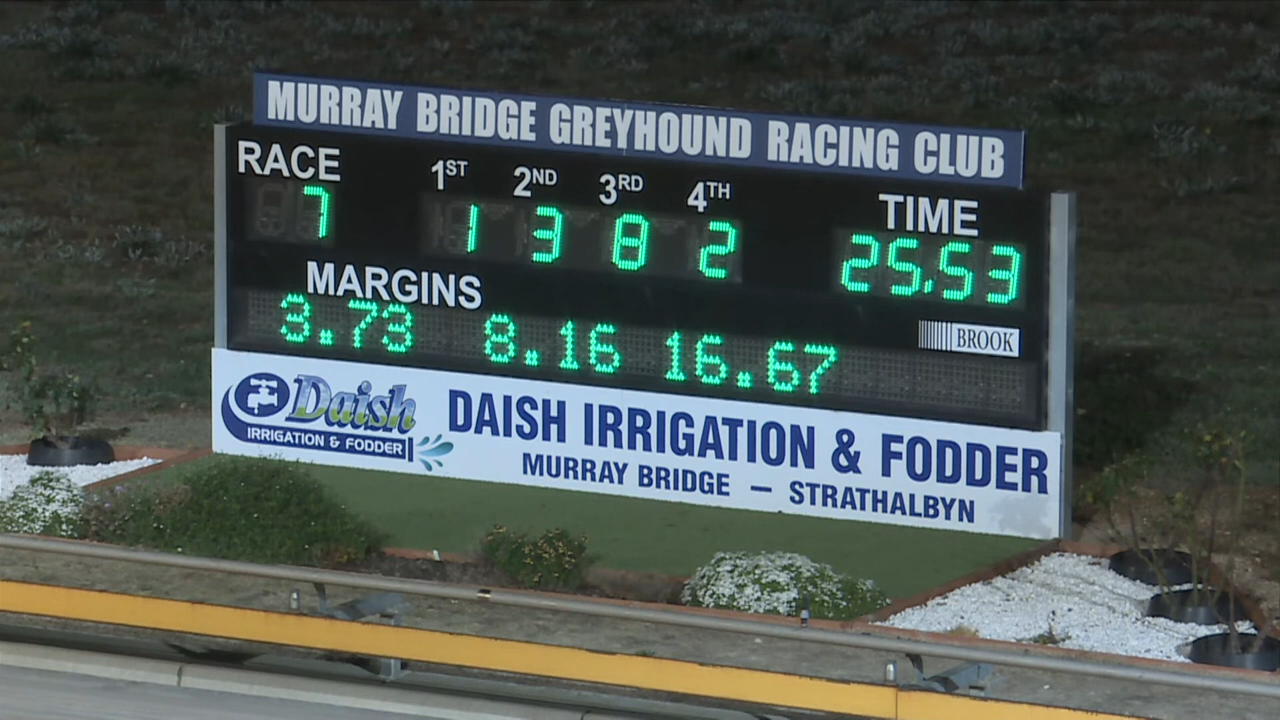 MURRAY BRIDGE GREYHOUND RACING CLUB
RACE 1ST 2ND 3RD 4TH TIME
7 1 3 8 2 25.53
MARGINS
3.73 8.16 16.67
BROOK
Daish
IRRIGATION & FODDER
DAISH IRRIGATION & FODDER
MURRAY BRIDGE – STRATHALBYN